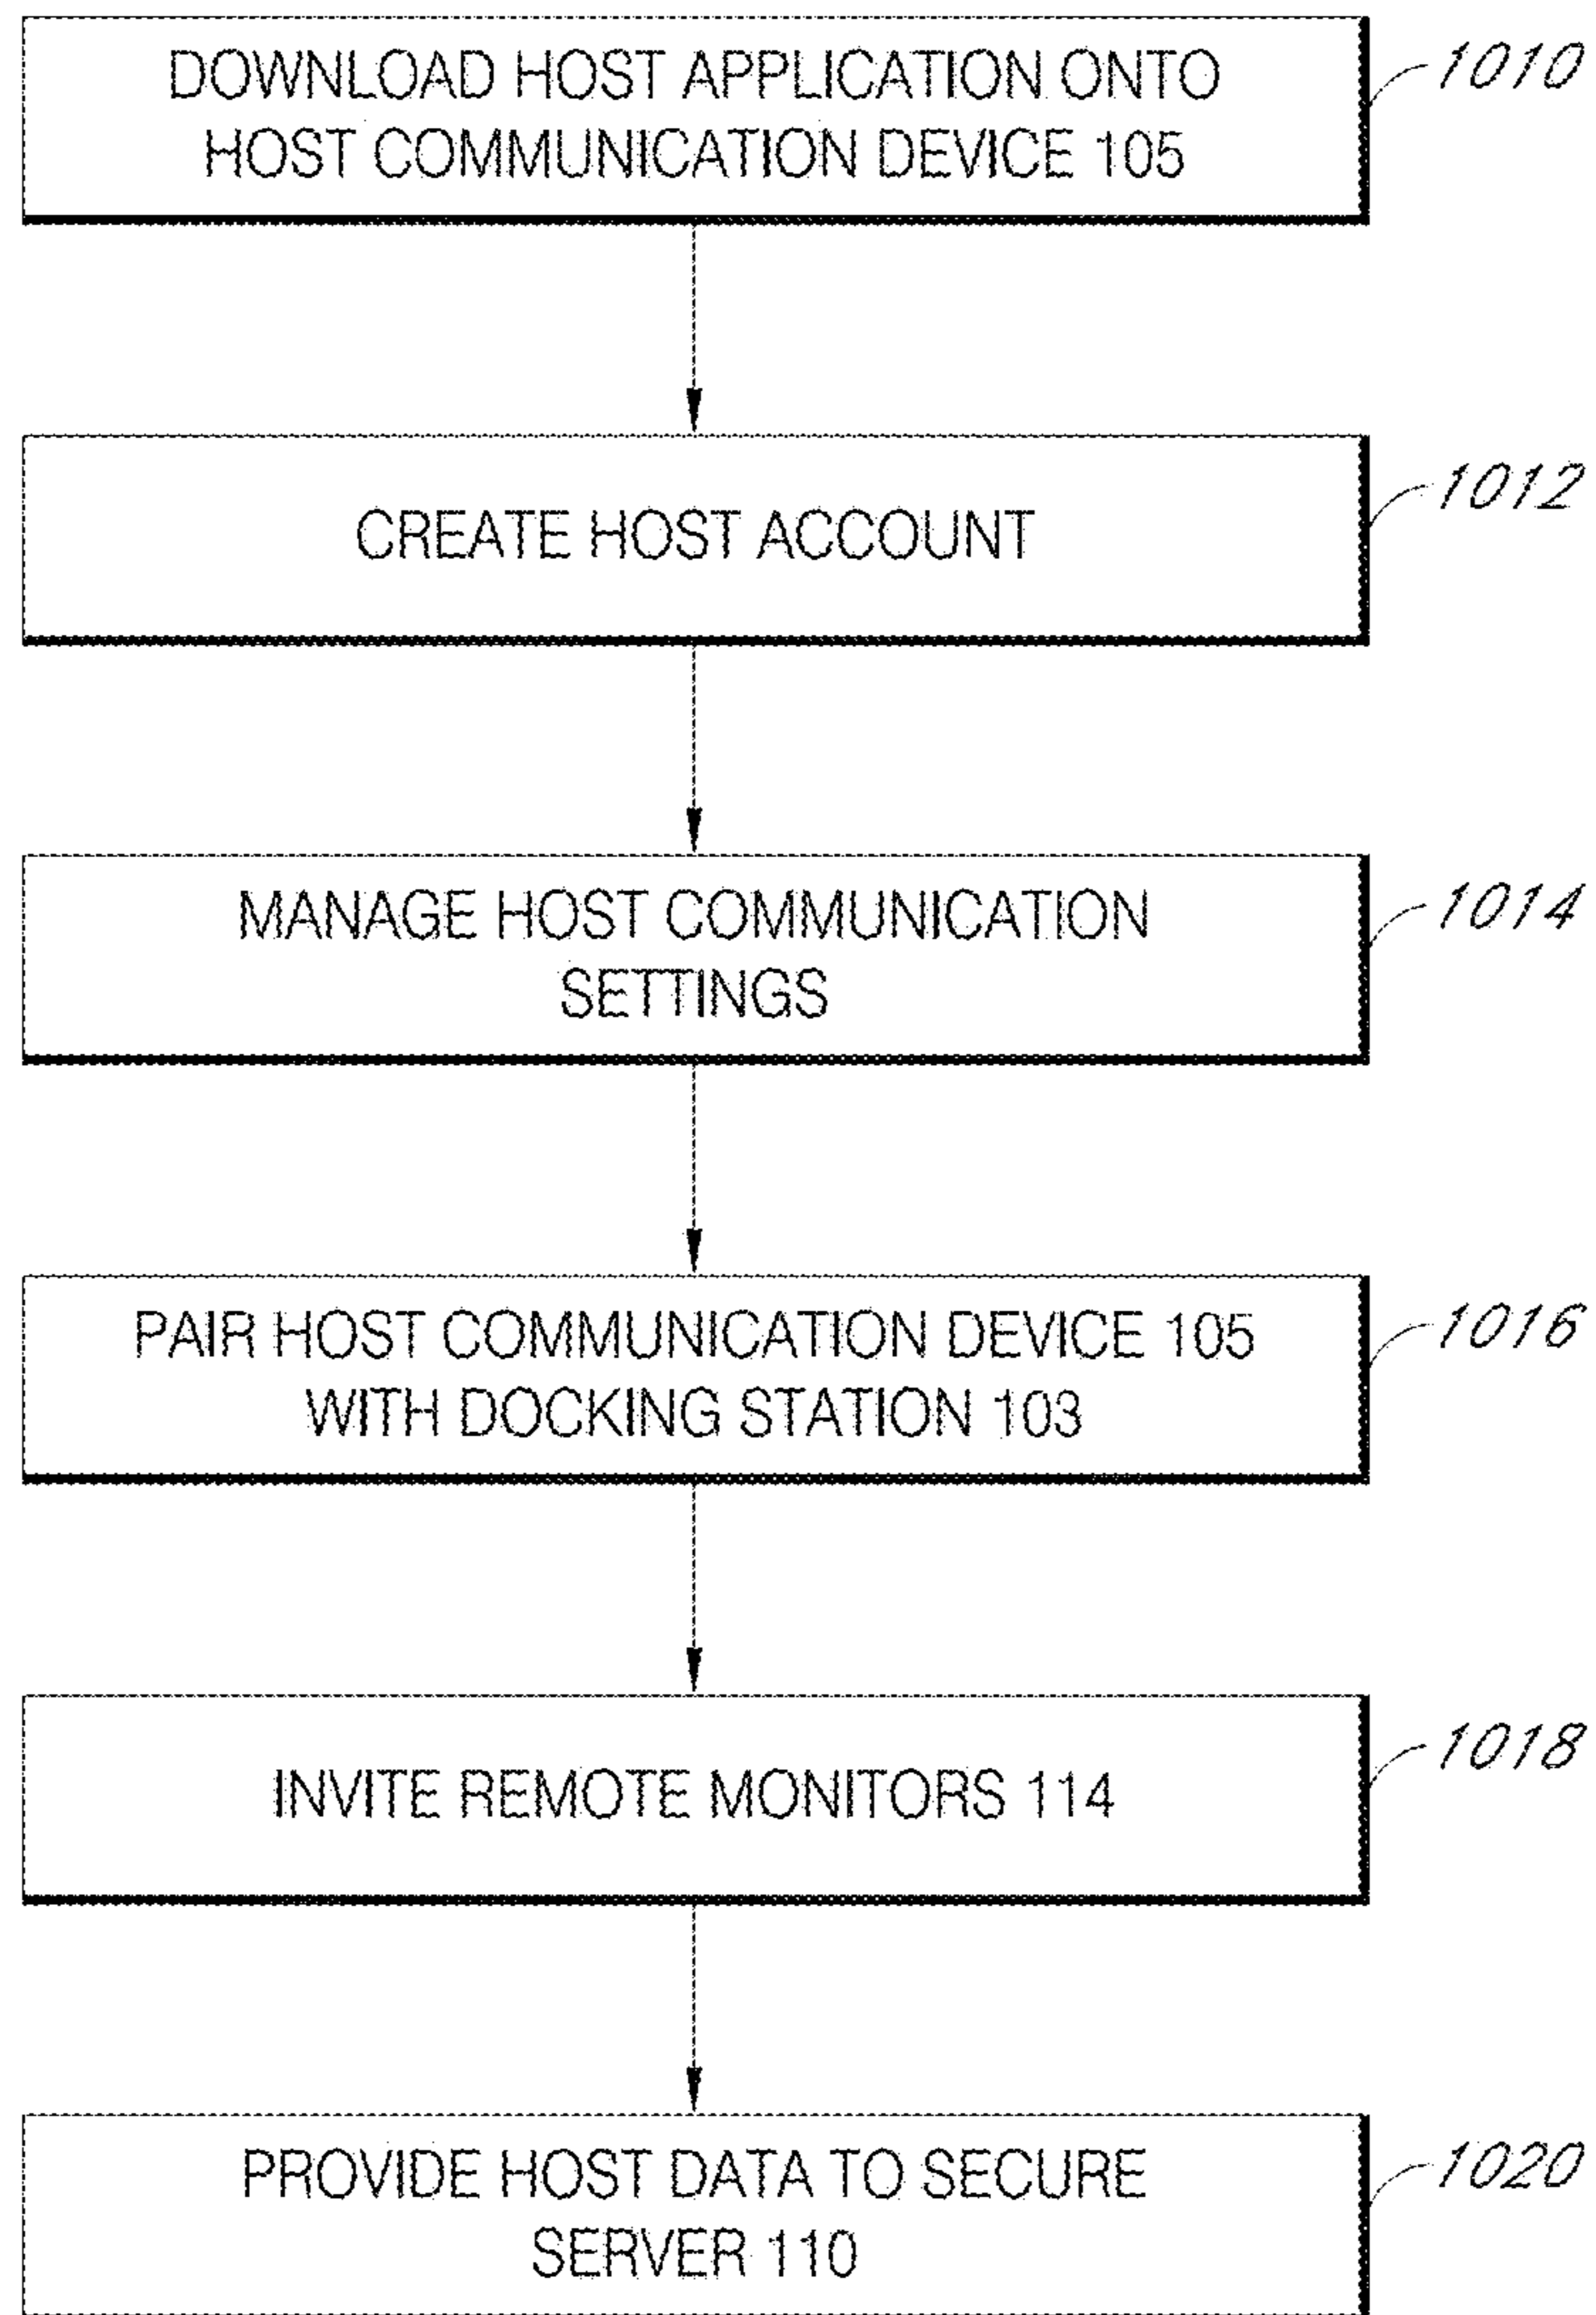 DOWNLOAD HOST APPLICATION ONTO
HOST COMMUNICATION DEVICE 105
1010
CREATE HOST ACCOUNT
1012
MANAGE HOST COMMUNICATION
SETTINGS
1014
PAIR HOST COMMUNICATION DEVICE 105
WITH DOCKING STATION 103
1016
INVITE REMOTE MONITORS 114
1018
PROVIDE HOST DATA TO SECURE
SERVER 110
1020